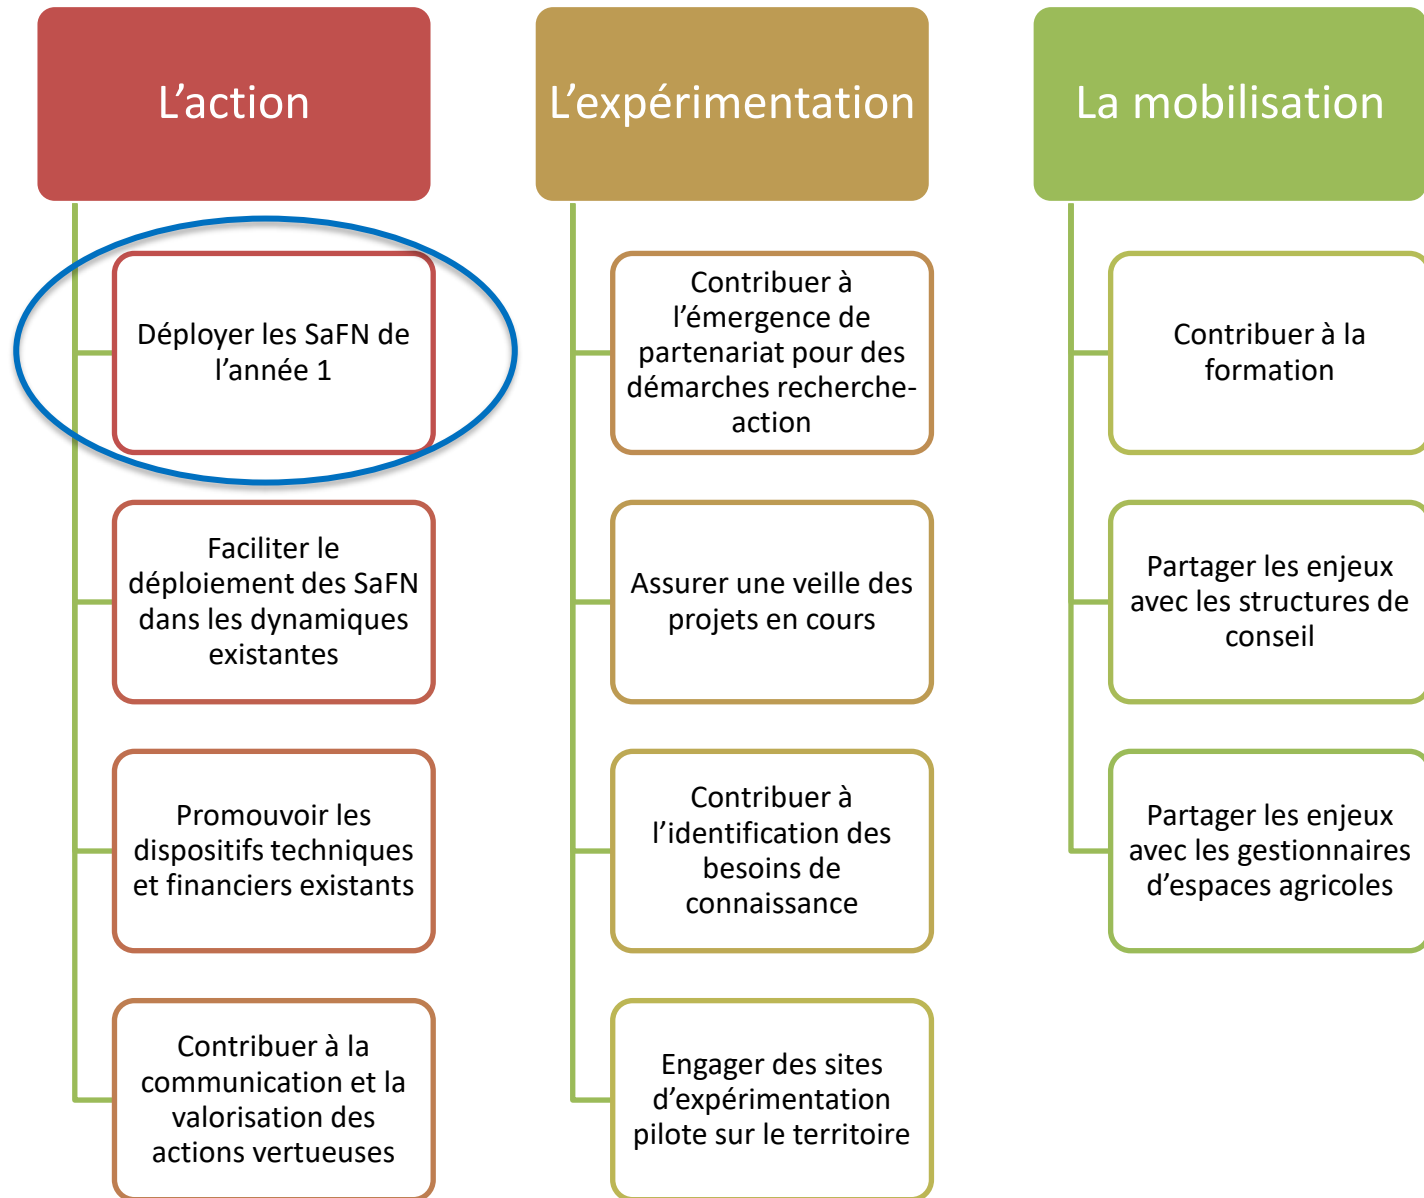 L’action
Déployer les SaFN de
l’année 1
Faciliter le
déploiement des SaFN
dans les dynamiques
existantes
Promouvoir les
dispositifs techniques
et financiers existants
Contribuer à la
communication et la
valorisation des
actions vertueuses
L’expérimentation
Contribuer à
l’émergence de
partenariat pour des
démarches recherche-
action
Assurer une veille des
projets en cours
Contribuer à
l’identification des
besoins de
connaissance
Engager des sites
d’expérimentation
pilote sur le territoire
La mobilisation
Contribuer à la
formation
Partager les enjeux
avec les structures de
conseil
Partager les enjeux
avec les gestionnaires
d’espaces agricoles